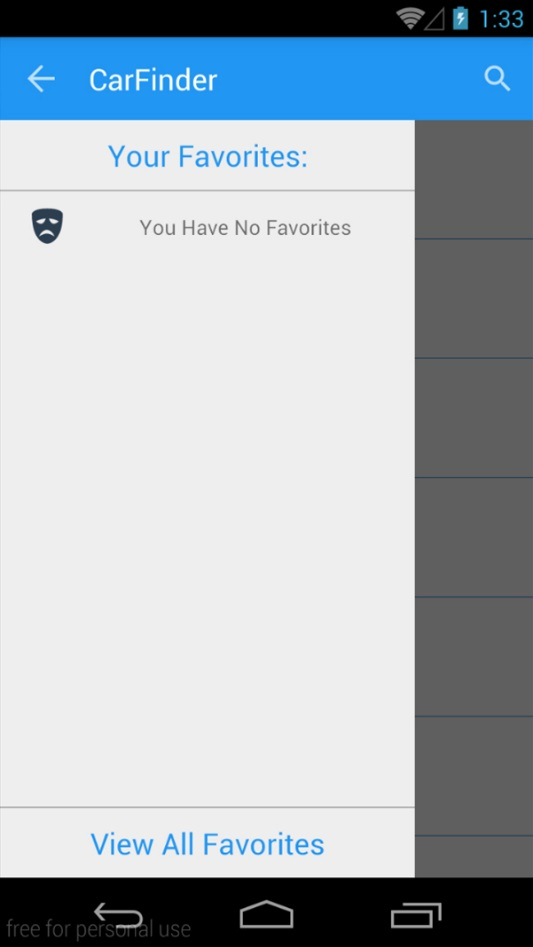 1:33
CarFinder
Your Favorites:
You Have No Favorites
View All Favorites
free for personal use